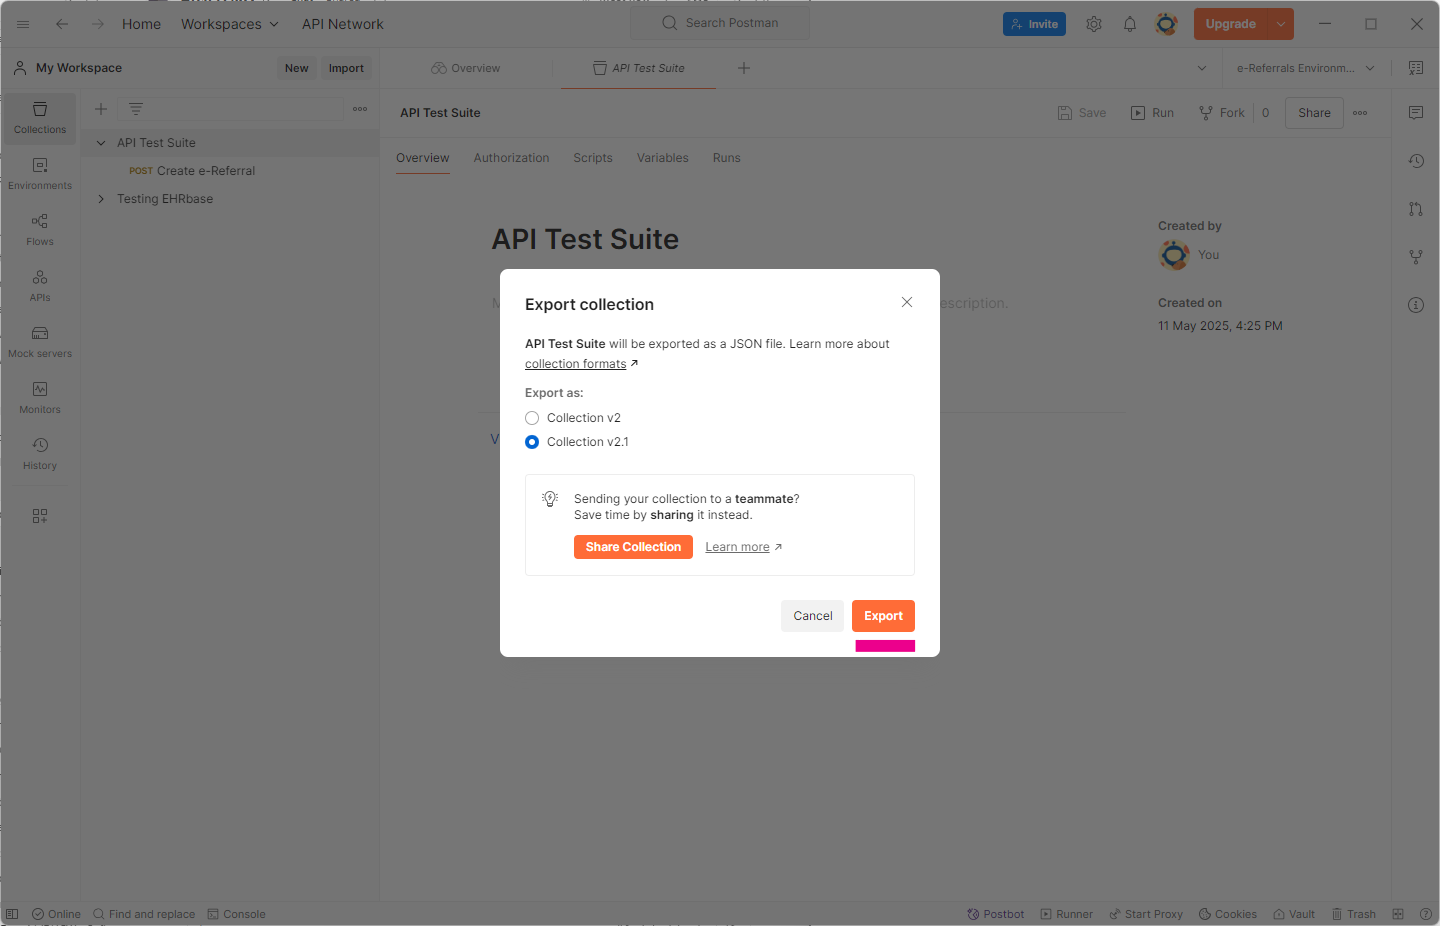 Home
Workspaces
API Network
Search Postman
Invite
Upgrade
My Workspace
New
Import
Overview
API Test Suite
e-Referrals Environm...
Collections
Environments
Flows
APIs
Mock servers
Monitors
History
API Test Suite
POST Create e-Referral
Testing EHRbase
API Test Suite
Save
Run
Fork
0
Share
Overview
Authorization
Scripts
Variables
Runs
API Test Suite
escription.
Created by
You
Created on
11 May 2025, 4:25 PM
Export collection
API Test Suite will be exported as a JSON file. Learn more about
collection formats
Export as:
Collection v2
Collection v2.1
Sending your collection to a teammate?
Save time by sharing it instead.
Share Collection
Learn more
Cancel
Export
Online
Find and replace
Console
Postbot
Runner
Start Proxy
Cookies
Vault
Trash